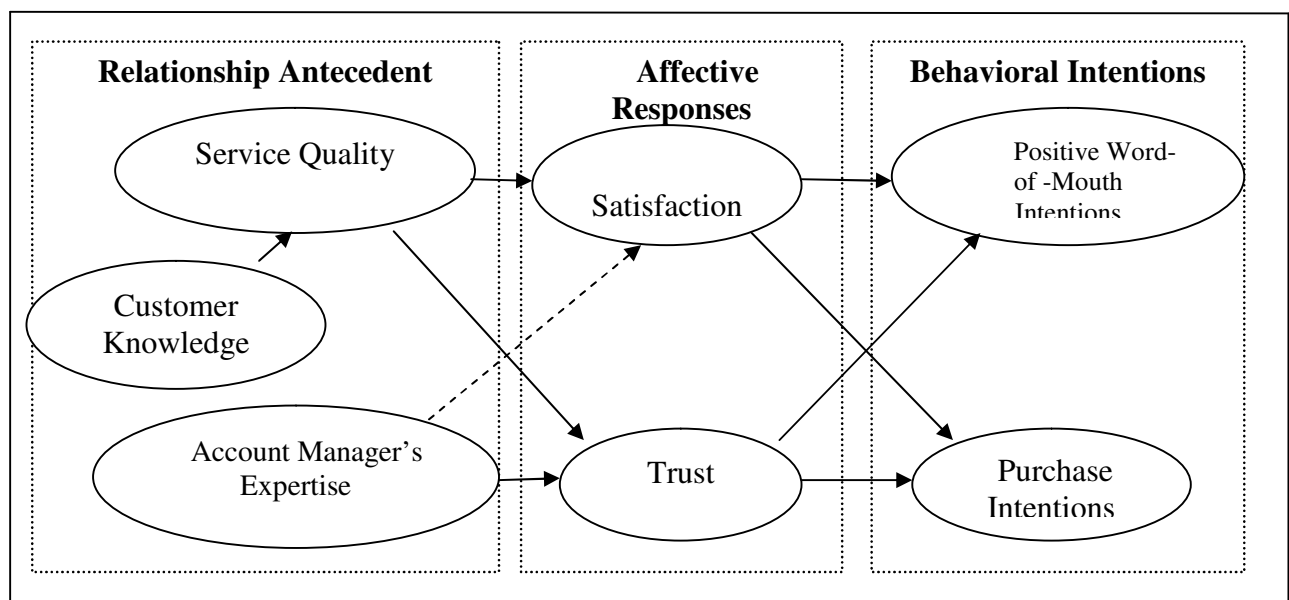 Relationship Antecedent
Affective
Responses
Behavioral Intentions
Service Quality
Satisfaction
Positive Word-
of -Mouth
Intentions
Customer
Knowledge
Account Manager's
Expertise
Trust
Purchase
Intentions